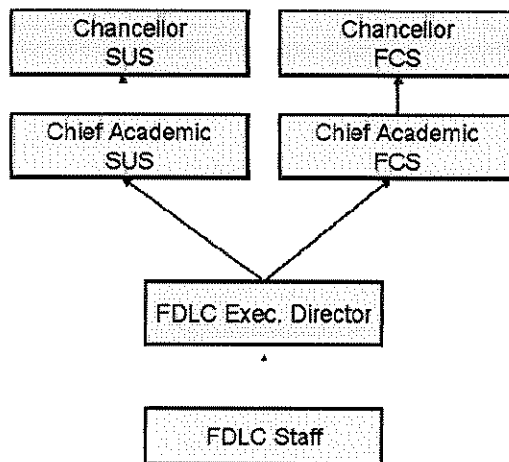 Chancellor
SUS
Chancellor
FCS
Chief Academic
SUS
Chief Academic
FCS
FDLC Exec. Director
FDLC Staff